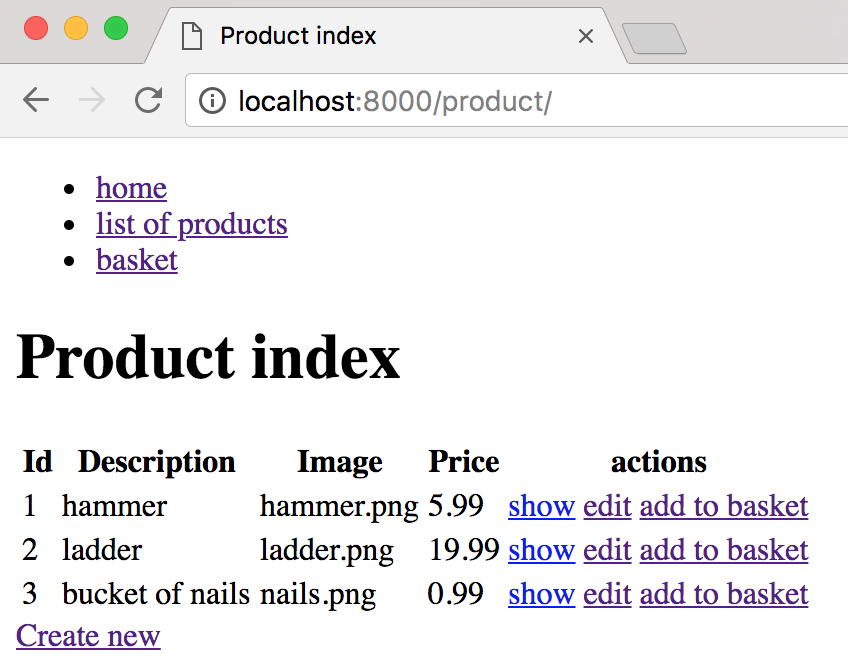 Product index
localhost:8000/product/
home
list of products
basket
Product index
Id Description Image Price actions
1 hammer hammer.png 5.99 show edit add to basket
2 ladder ladder.png 19.99 show edit add to basket
3 bucket of nails nails.png 0.99 show edit add to basket
Create new